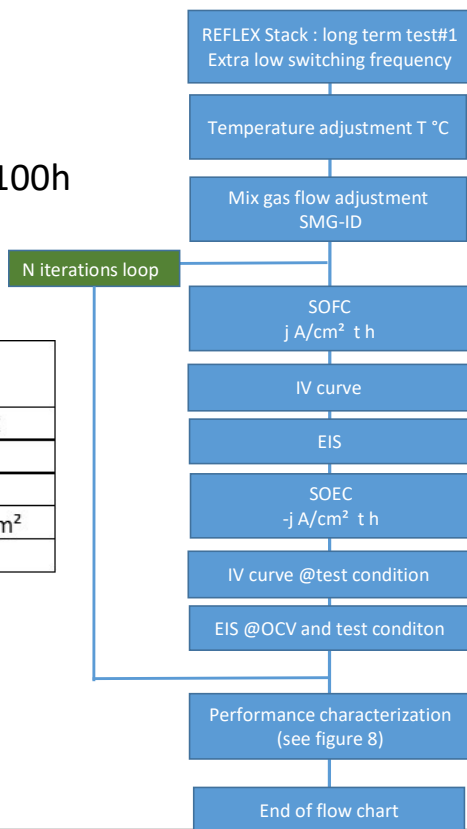 REFLEX Stack : long term test#1
Extra low switching frequency
Temperature adjustment T °C
100h
Mix gas flow adjustment
SMG-ID
N iterations loop
SOFC
j A/cm² t h
IV curve
EIS
SOEC
-j A/cm² t h
m²
IV curve @test condition
EIS @OCV and test conditon
Performance characterization
(see figure 8)
End of flow chart